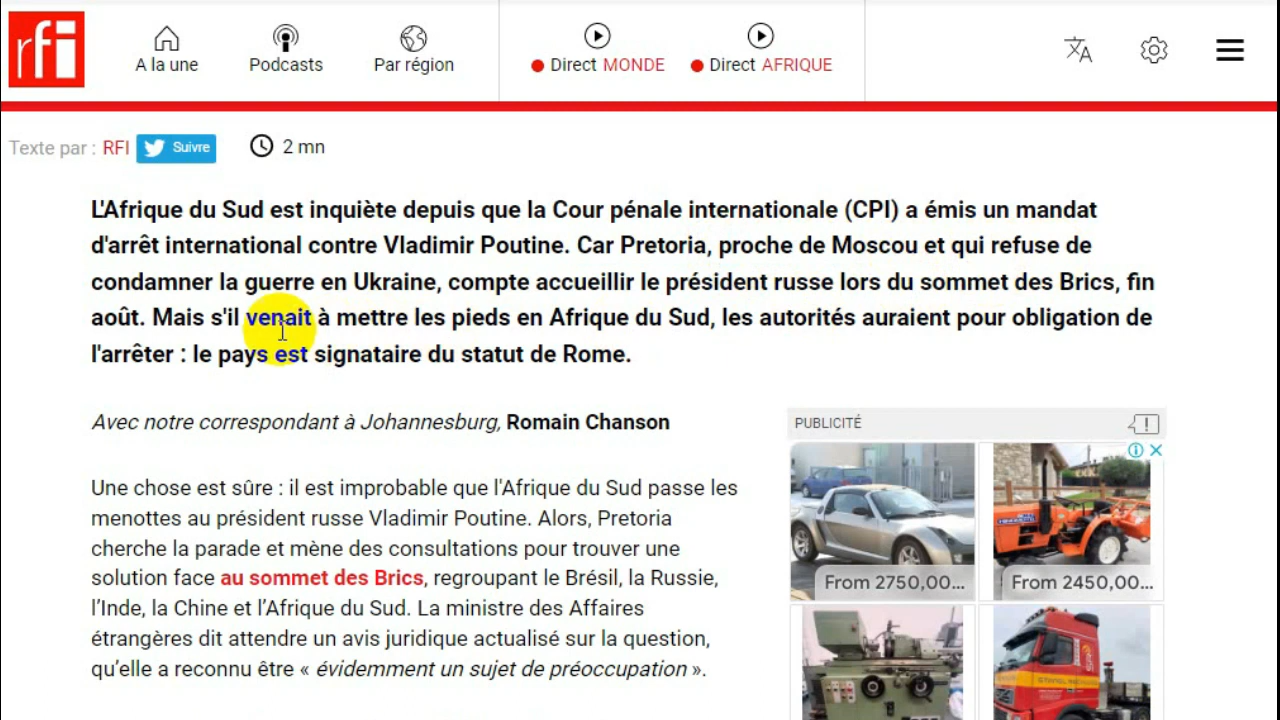 rfi
A la une
Podcasts
Par région
Direct MONDE
Direct AFRIQUE
Texte par : RFI Suivre 2 mn
L'Afrique du Sud est inquiète depuis que la Cour pénale internationale (CPI) a émis un mandat
d'arrêt international contre Vladimir Poutine. Car Pretoria, proche de Moscou et qui refuse de
condamner la guerre en Ukraine, compte accueillir le président russe lors du sommet des Brics, fin
août. Mais s'il venait à mettre les pieds en Afrique du Sud, les autorités auraient pour obligation de
l'arrêter : le pays est signataire du statut de Rome.
Avec notre correspondant à Johannesburg, Romain Chanson
Une chose est sûre : il est improbable que l'Afrique du Sud passe les
menottes au président russe Vladimir Poutine. Alors, Pretoria
cherche la parade et mène des consultations pour trouver une
solution face au sommet des Brics, regroupant le Brésil, la Russie,
l’Inde, la Chine et l’Afrique du Sud. La ministre des Affaires
étrangères dit attendre un avis juridique actualisé sur la question,
qu’elle a reconnu être « évidemment un sujet de préoccupation ».
PUBLICITÉ
From 2750,00...
From 2450,00...